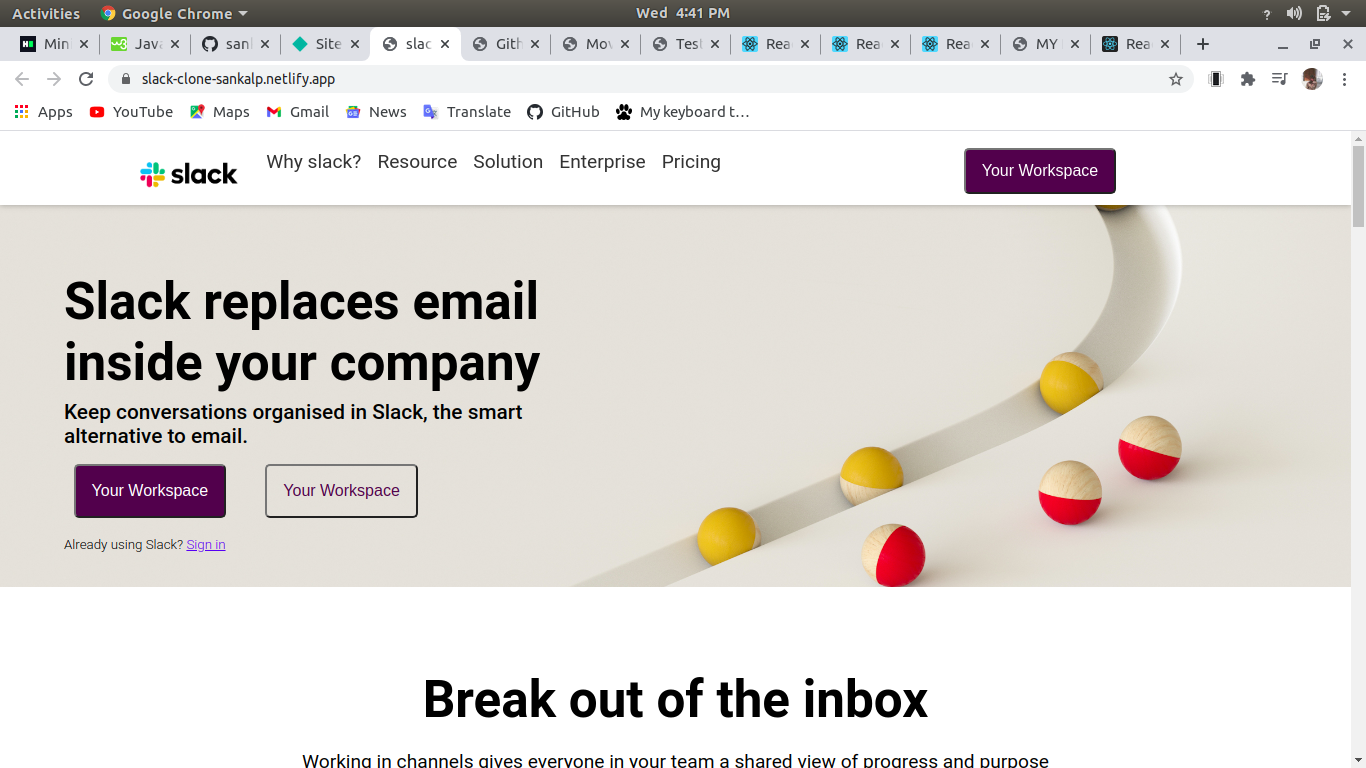 Activities Google Chrome Wed 4:41 PM ?
Java sanl Site slac Gith Mov Test Rea Rea Rea MY Rea
slack-clone-sankalp.netlify.app
Apps YouTube Maps Gmail News Translate GitHub My keyboard t…
slack Why slack? Resource Solution Enterprise Pricing Your Workspace
Slack replaces email
inside your company
Keep conversations organised in Slack, the smart
alternative to email.
Your Workspace Your Workspace
Already using Slack? Sign in
Break out of the inbox
Working in channels gives everyone in your team a shared view of progress and purpose